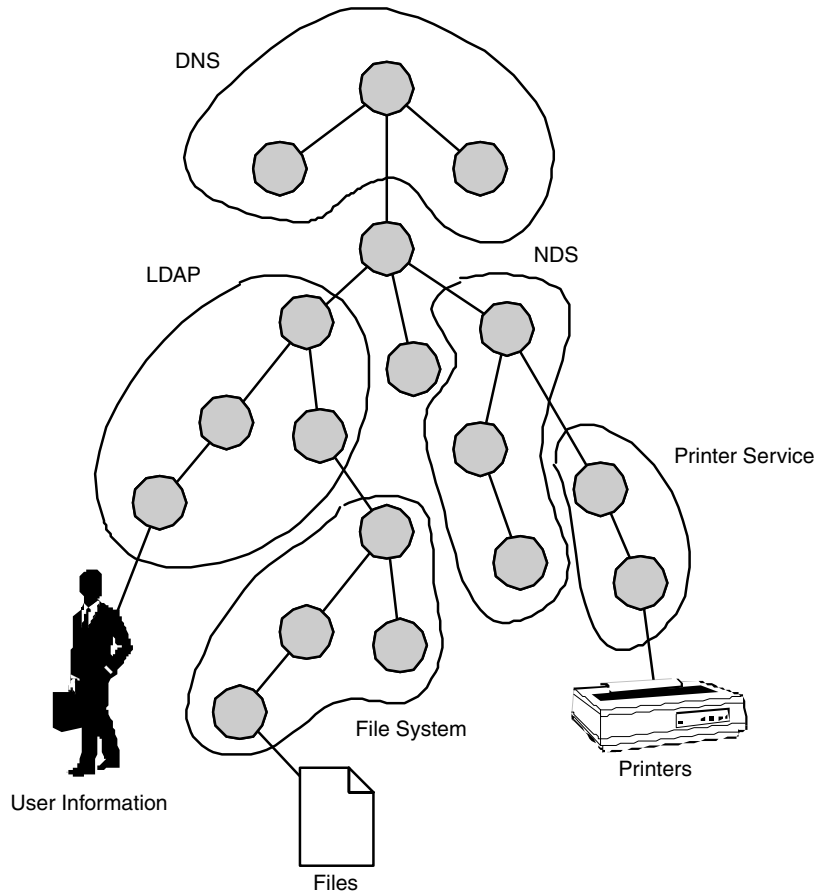 DNS
NDS
LDAP
Printer Service
File System
Printers
User Information
Files